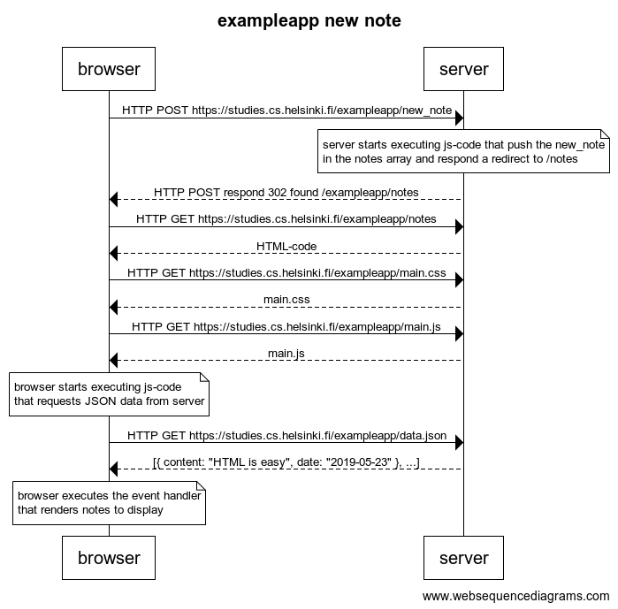 exampleapp new note
browser
server
HTTP POST https://studies.cs.helsinki.fi/exampleapp/new_note
server starts executing js-code that push the new_note
in the notes array and respond a redirect to /notes
HTTP POST respond 302 found /exampleapp/notes
HTTP GET https://studies.cs.helsinki.fi/exampleapp/notes
HTML-code
HTTP GET https://studies.cs.helsinki.fi/exampleapp/main.css
main.css
HTTP GET https://studies.cs.helsinki.fi/exampleapp/main.js
main.js
browser starts executing js-code
that requests JSON data from server
HTTP GET https://studies.cs.helsinki.fi/exampleapp/data.json
[{ content: "HTML is easy", date: "2019-05-23" }, ...]
browser executes the event handler
that renders notes to display
browser
server
www.websequencediagrams.com